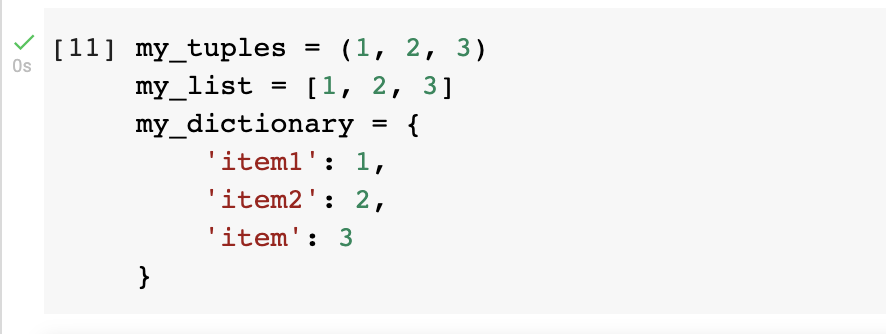 [11] my_tuples = (1, 2, 3)
0s
my_list = [1, 2, 3]
my_dictionary = {
    'item1': 1,
    'item2': 2,
    'item': 3
}